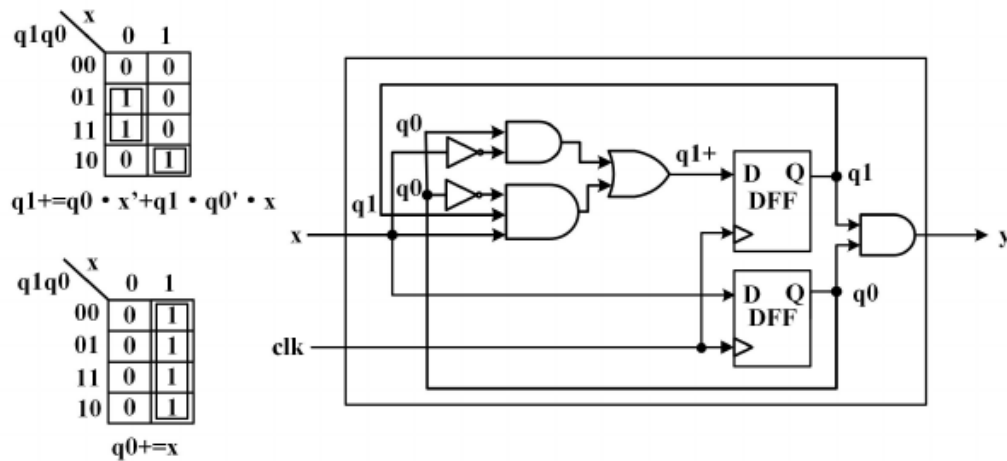 x
q1q0 0 1
00 0 0
01 1 0
11 1 0
10 0 1
q1+=q0 · x’+q1 · q0' · x
x
q1q0 0 1
00 0 1
01 0 1
11 0 1
10 0 1
q0+=x
q0
q0
q1
x
clk
q1+
D Q
DFF
q1
D Q
DFF
q0
y